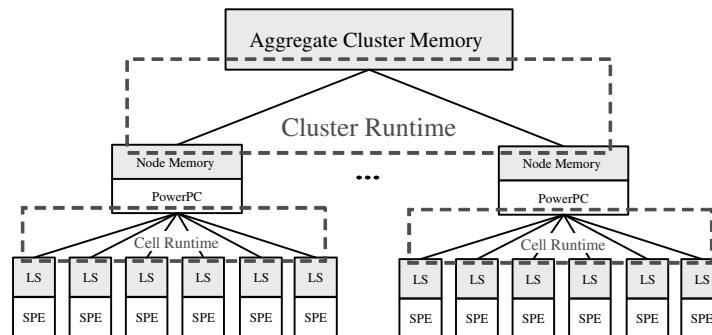 Aggregate Cluster Memory
Cluster Runtime
Node Memory
PowerPC
...
Node Memory
PowerPC
Cell Runtime
Cell Runtime
LS LS LS LS LS LS
SPE SPE SPE SPE SPE SPE
LS LS LS LS LS LS
SPE SPE SPE SPE SPE SPE